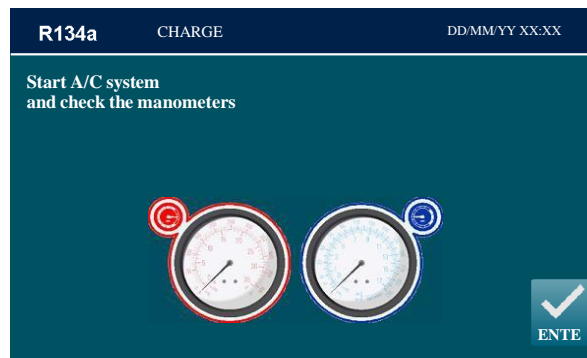 R134a CHARGE DD/MM/YY XX:XX
Start A/C system
and check the manometers
ENTE